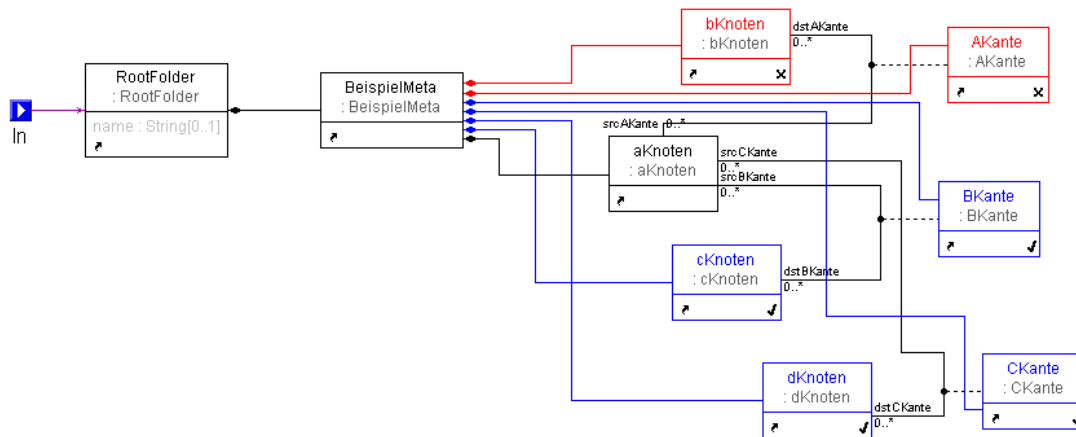 bKnoten
: bKnoten
dstAKante
0..*
AKante
: AKante
RootFolder
: RootFolder
name : String[0..1]
In
BeispielMeta
: BeispielMeta
srcAKante 0..*
aKnoten
: aKnoten
srcCKante
0..*
srcBKante
0..*
BKante
: BKante
cKnoten
: cKnoten
dstBKante
0..*
dKnoten
: dKnoten
dstCKante
0..*
CKante
: CKante